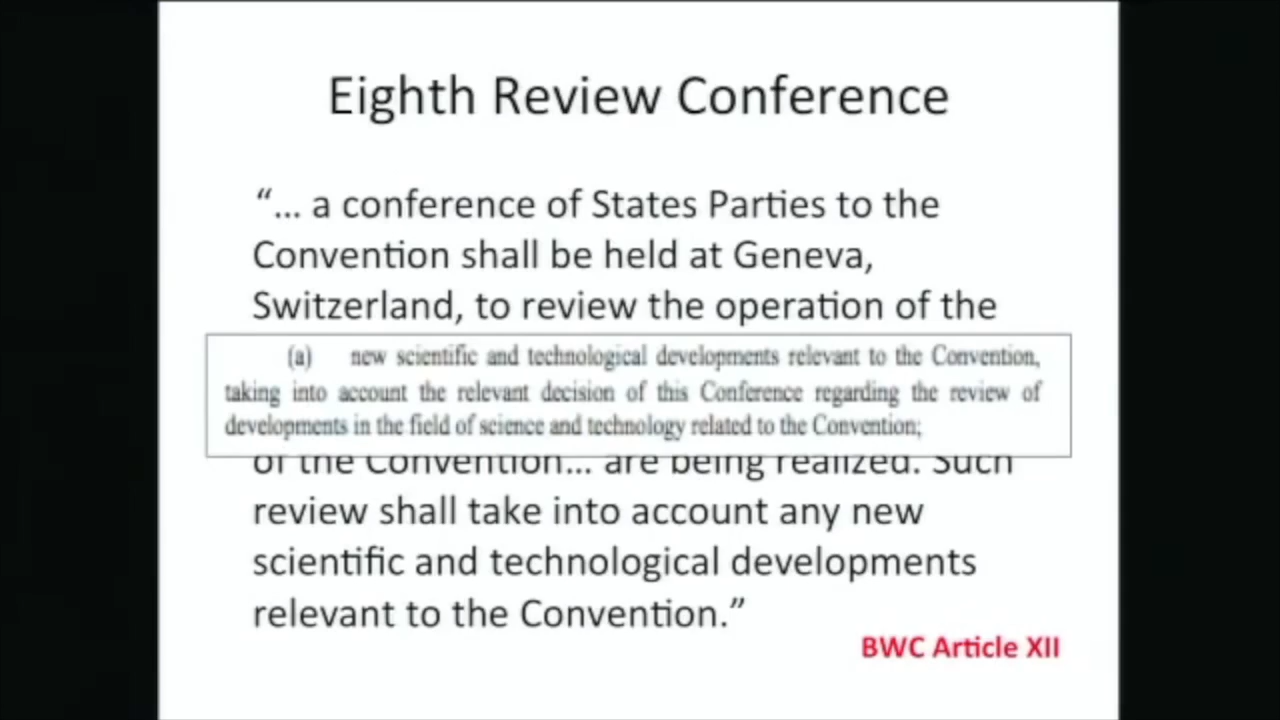 Eighth Review Conference
“... a conference of States Parties to the
Convention shall be held at Geneva,
Switzerland, to review the operation of the
(a) new scientific and technological developments relevant to the Convention,
taking into account the relevant decision of this Conference regarding the review of
developments in the field of science and technology related to the Convention;
of the Convention... are being realized. Such
review shall take into account any new
scientific and technological developments
relevant to the Convention.”
BWC Article XII